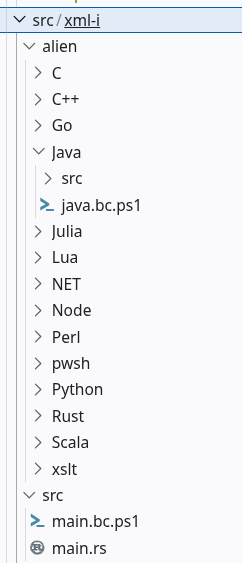 src / xml-i
alien
C
C++
Go
Java
src
java.bc.ps1
Julia
Lua
NET
Node
Perl
pwsh
Python
Rust
Scala
xslt
src
main.bc.ps1
main.rs